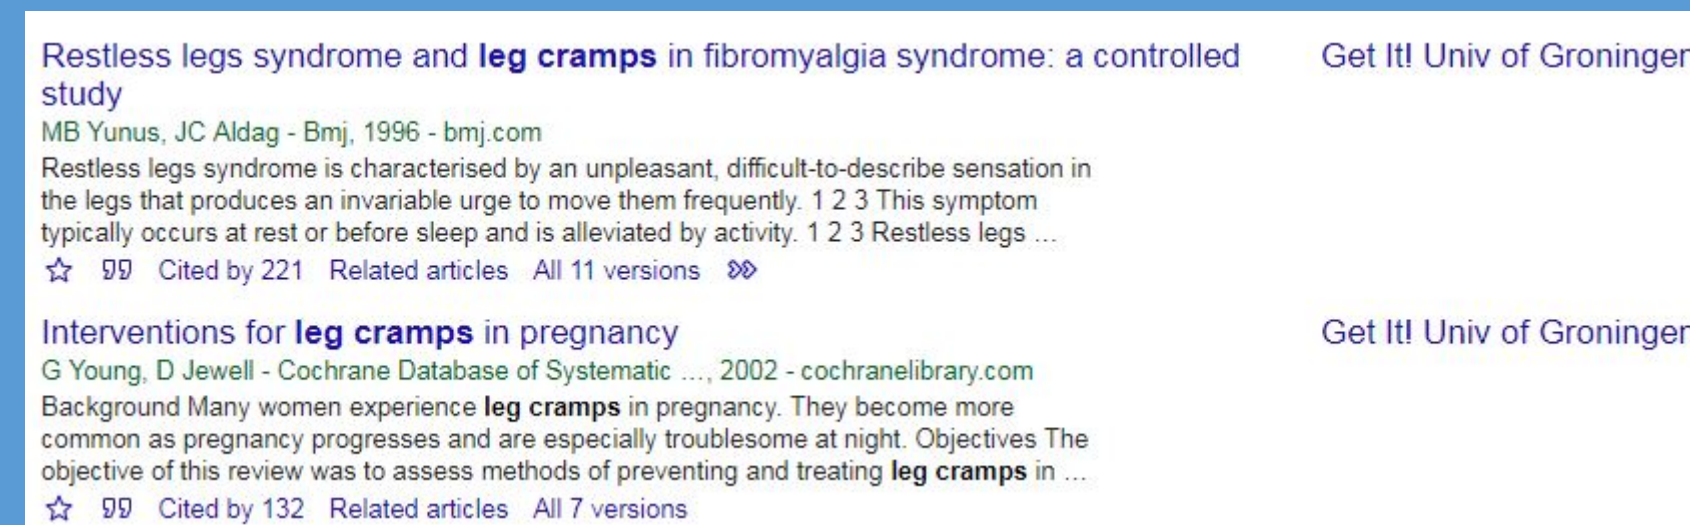 Restless legs syndrome and leg cramps in fibromyalgia syndrome: a controlled
study
Get It! Univ of Groningen
MB Yunus, JC Aldag - Bmj, 1996 - bmj.com
Restless legs syndrome is characterised by an unpleasant, difficult-to-describe sensation in
the legs that produces an invariable urge to move them frequently. 1 2 3 This symptom
typically occurs at rest or before sleep and is alleviated by activity. 1 2 3 Restless legs ...
Cited by 221 Related articles All 11 versions
Interventions for leg cramps in pregnancy
Get It! Univ of Groningen
G Young, D Jewell - Cochrane Database of Systematic ..., 2002 - cochranelibrary.com
Background Many women experience leg cramps in pregnancy. They become more
common as pregnancy progresses and are especially troublesome at night. Objectives The
objective of this review was to assess methods of preventing and treating leg cramps in ...
Cited by 132 Related articles All 7 versions